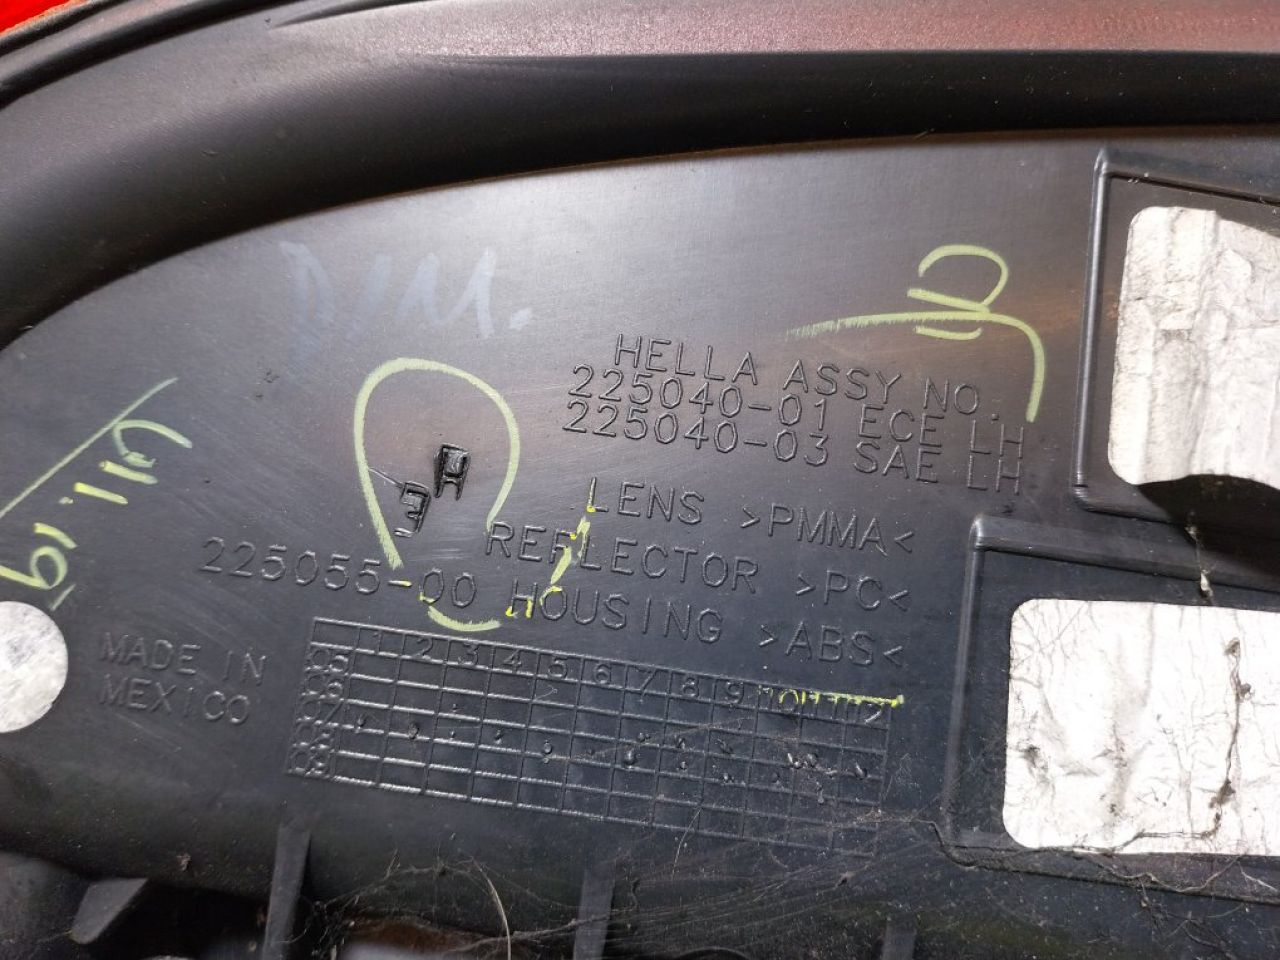 HELLA ASSY NO.
225040-01 ECE LH
225040-03 SAE LH
LENS >PMMA<
REFLECTOR >PC<
225055-00 HOUSING >ABS<
MADE IN
MEXICO
1 2 3 4 5 6 7 8 9 10 11 12
05
06
07
08
09